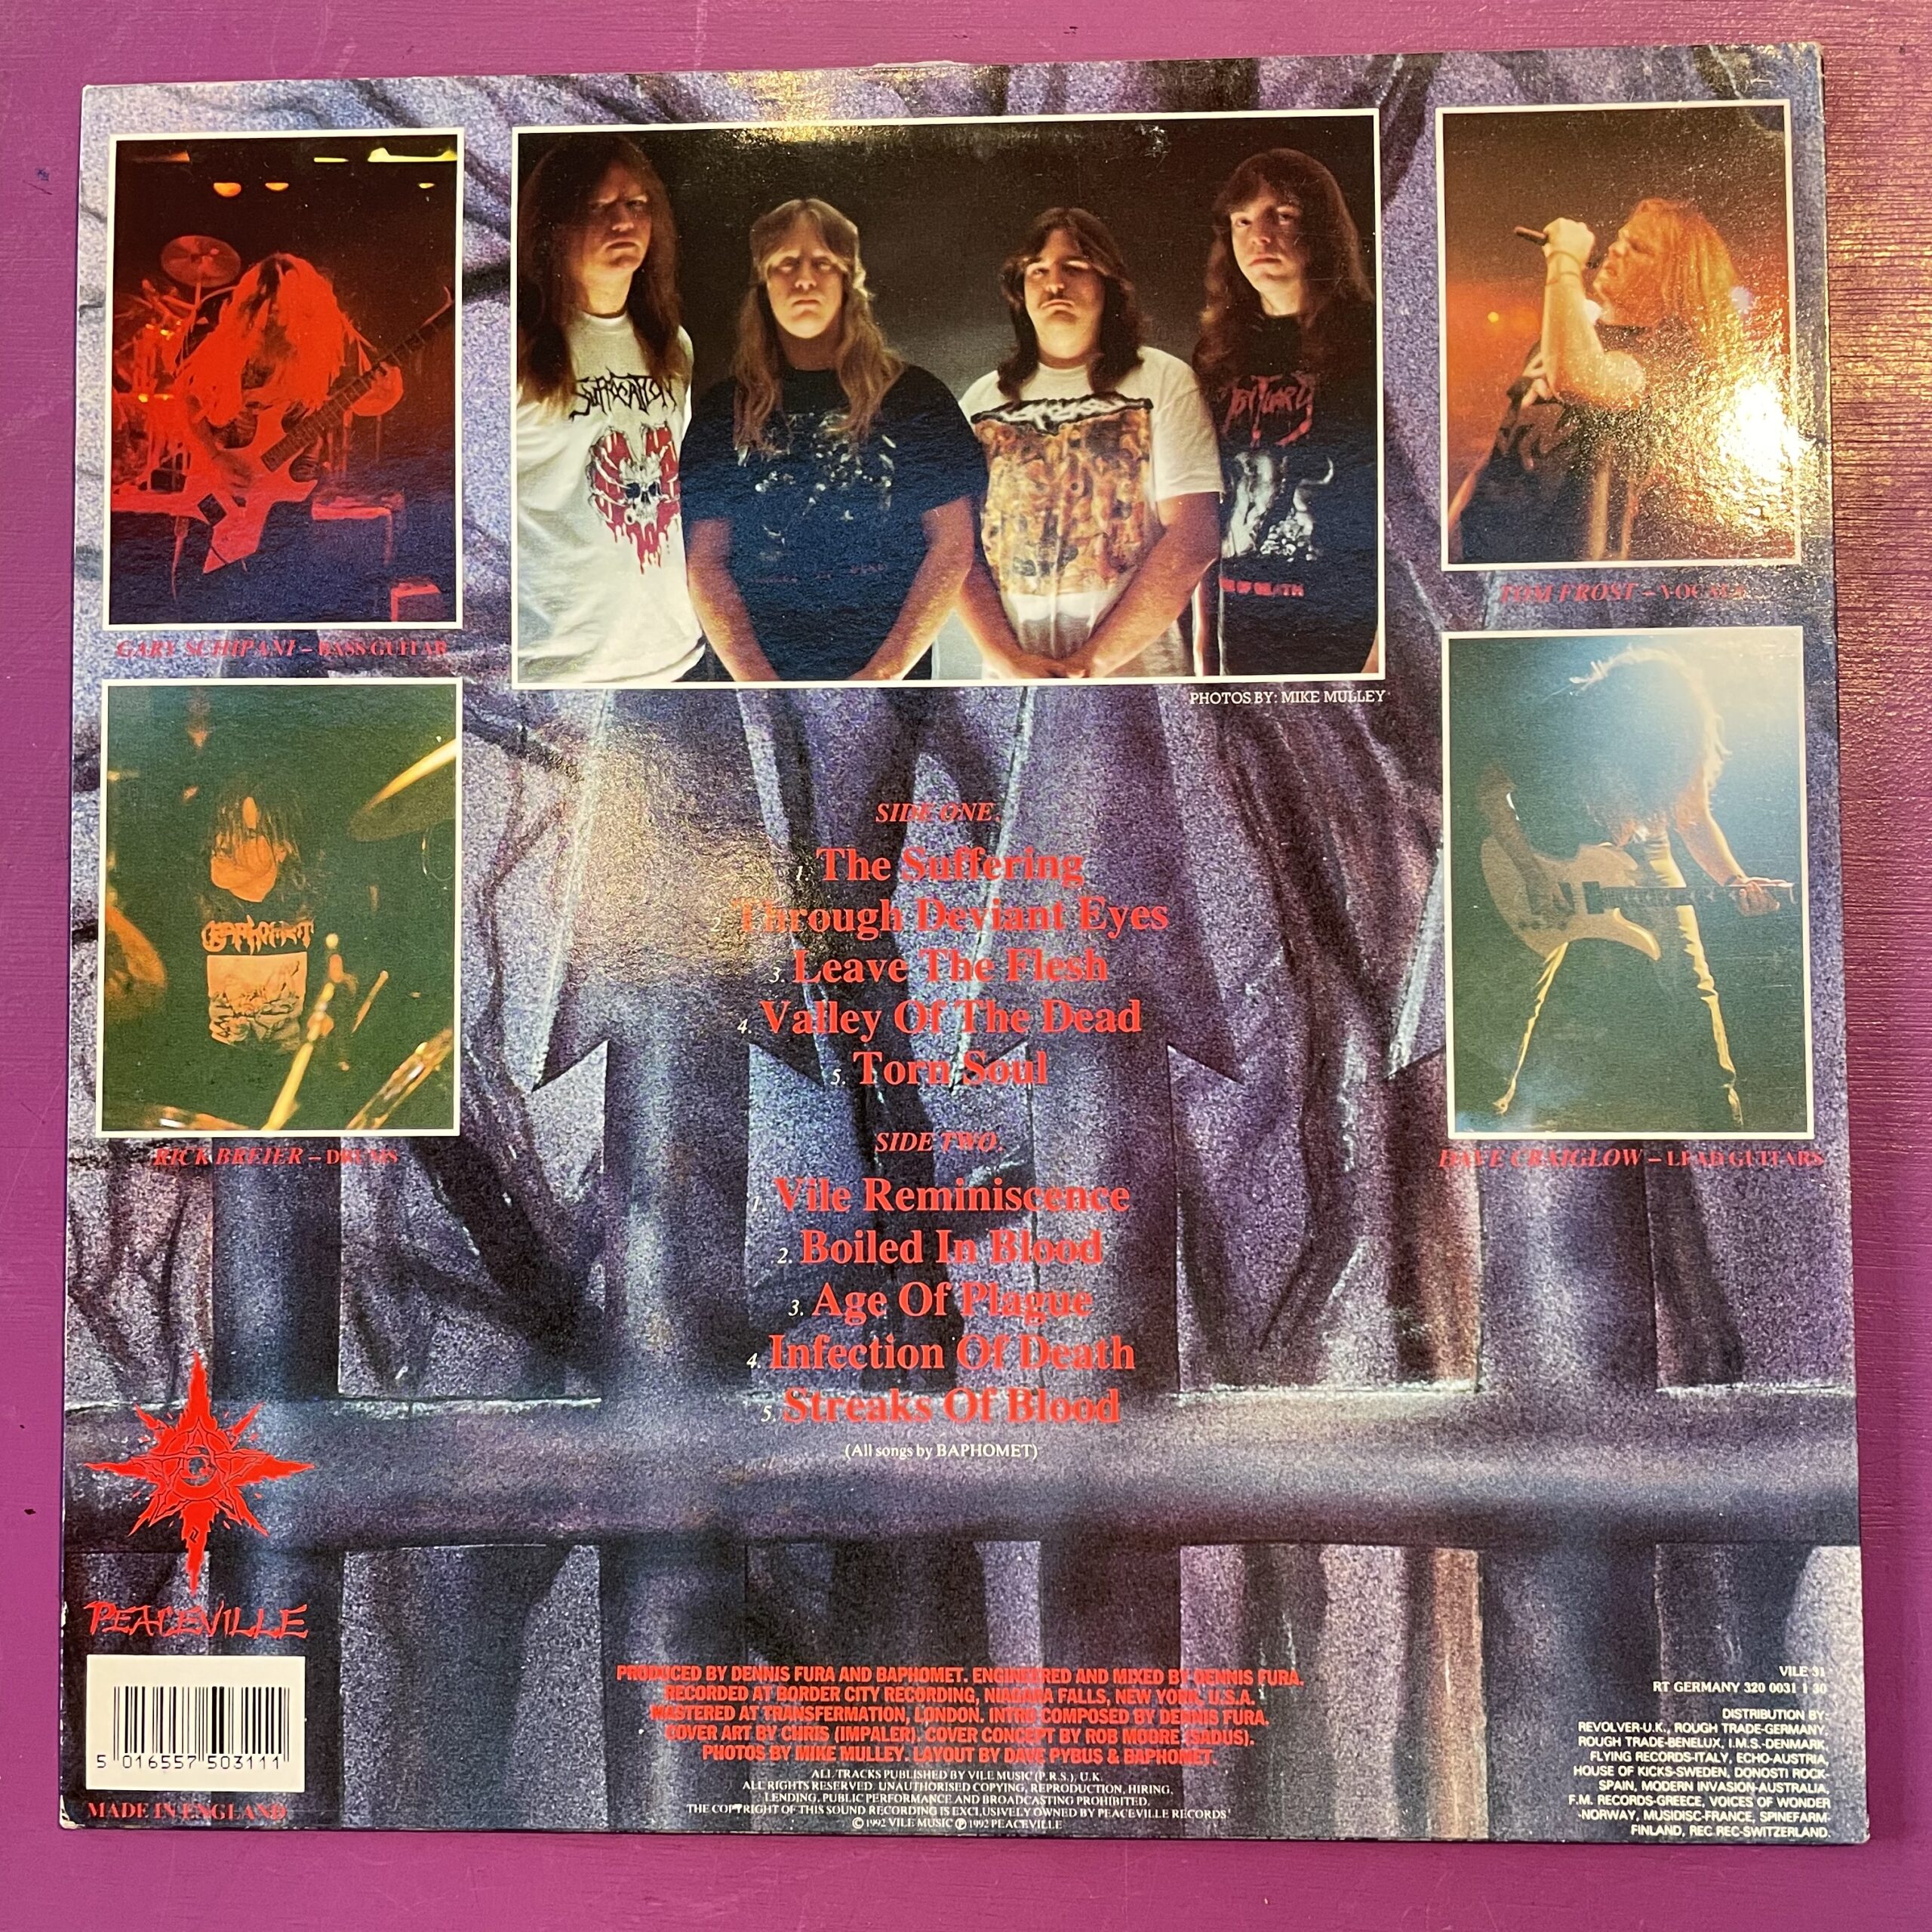 SUFFOCATION
OBITUARY
GARY SCHIPANI – BASS GUITAR
TOM FROST – VOCALS
PHOTOS BY: MIKE MULLEY
BAPHOMET
RICK BREIER – DRUMS
DAVE CRAIGLOW – LEAD GUITARS
SIDE ONE.
1. The Suffering
2. Through Deviant Eyes
3. Leave The Flesh
4. Valley Of The Dead
5. Torn Soul
SIDE TWO.
1. Vile Reminiscence
2. Boiled In Blood
3. Age Of Plague
4. Infection Of Death
5. Streaks Of Blood
(All songs by BAPHOMET)
PEACEVILLE
5 016557 503111
MADE IN ENGLAND
PRODUCED BY DENNIS FURA AND BAPHOMET. ENGINEERED AND MIXED BY DENNIS FURA.
RECORDED AT BORDER CITY RECORDING, NIAGARA FALLS, NEW YORK, U.S.A.
MASTERED AT TRANSFERMATION, LONDON. INTRO COMPOSED BY DENNIS FURA.
COVER ART BY CHRIS (IMPALER). COVER CONCEPT BY ROB MOORE (SADUS).
PHOTOS BY MIKE MULLEY. LAYOUT BY DAVE PYBUS & BAPHOMET.
ALL TRACKS PUBLISHED BY VILE MUSIC (P.R.S.), U.K.
ALL RIGHTS RESERVED. UNAUTHORISED COPYING, REPRODUCTION, HIRING,
LENDING, PUBLIC PERFORMANCE AND BROADCASTING PROHIBITED.
THE COPYRIGHT OF THIS SOUND RECORDING IS EXCLUSIVELY OWNED BY PEACEVILLE RECORDS
© 1992 VILE MUSIC ℗ 1992 PEACEVILLE
VILE 31
RT GERMANY 320 0031 1 30
DISTRIBUTION BY:
REVOLVER-U.K., ROUGH TRADE-GERMANY,
ROUGH TRADE-BENELUX, I.M.S.-DENMARK,
FLYING RECORDS-ITALY, ECHO-AUSTRIA,
HOUSE OF KICKS-SWEDEN, DONOSTI ROCK-
SPAIN, MODERN INVASION-AUSTRALIA,
F.M. RECORDS-GREECE, VOICES OF WONDER
-NORWAY, MUSIDISC-FRANCE, SPINEFARM-
FINLAND, REC REC-SWITZERLAND.